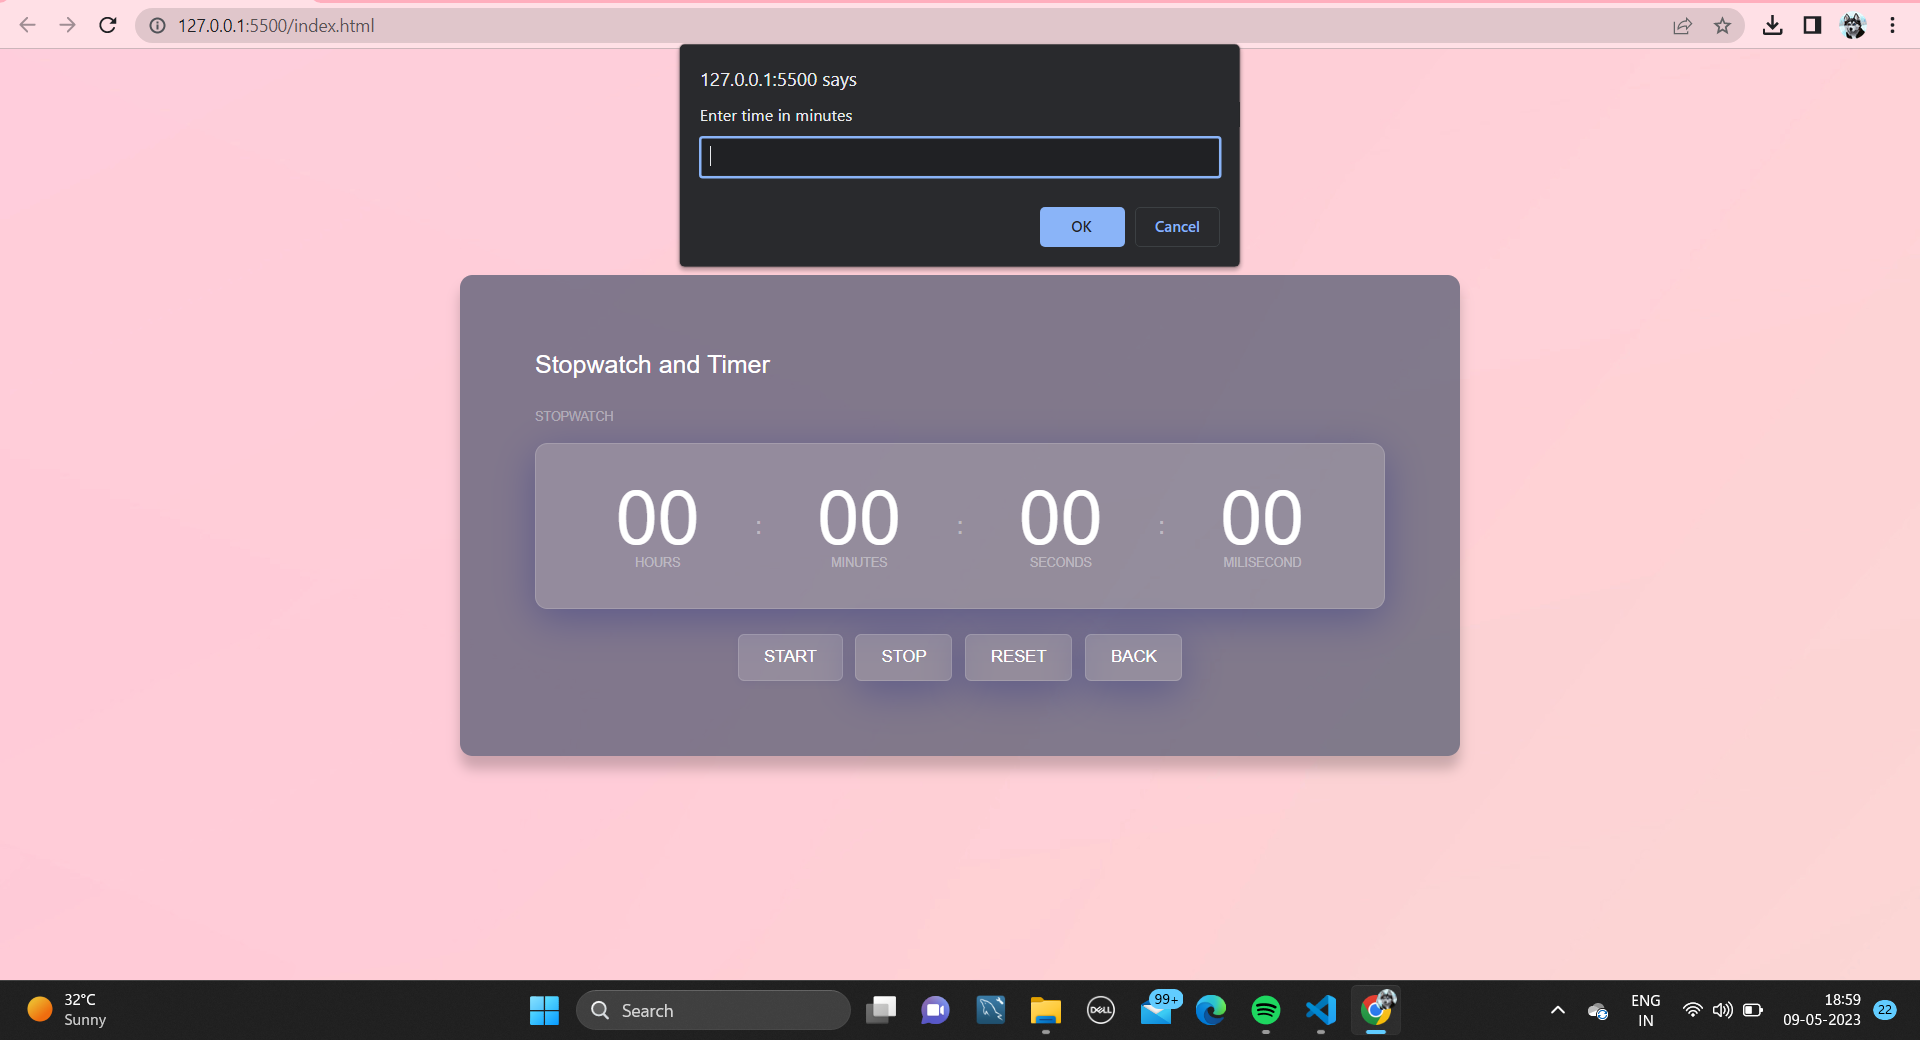 127.0.0.1:5500/index.html
127.0.0.1:5500 says
Enter time in minutes
OK Cancel
Stopwatch and Timer
STOPWATCH
00 : 00 : 00 : 00
HOURS MINUTES SECONDS MILISECOND
START STOP RESET BACK
32°C
Sunny
Search
DELL
99+
ENG
IN
18:59
09-05-2023
22